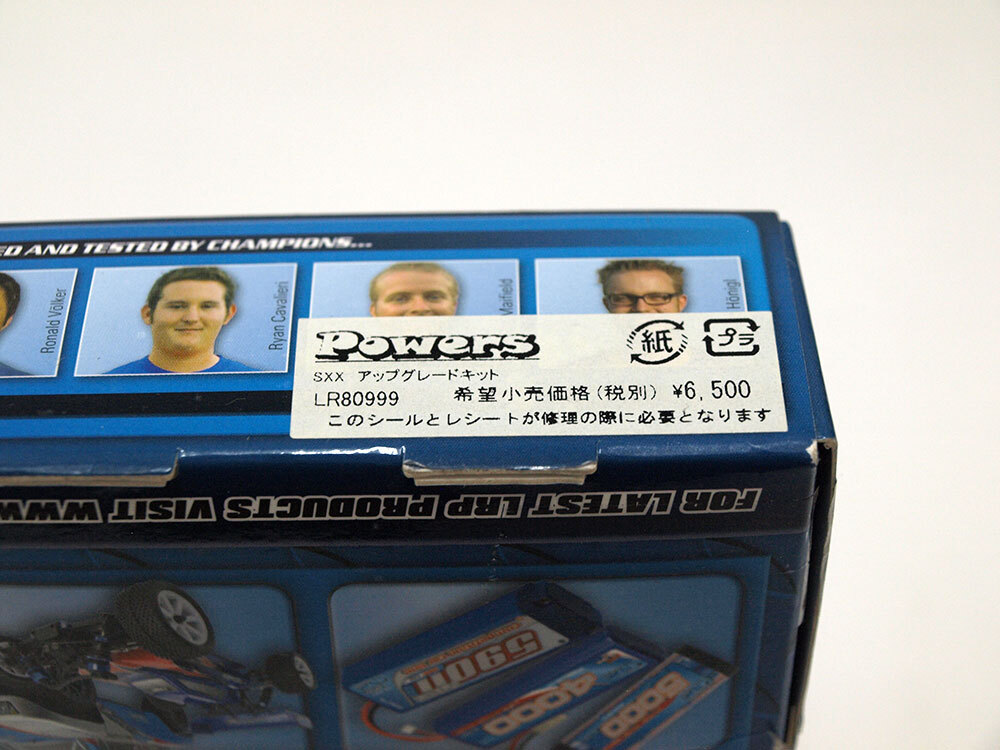 ED AND TESTED BY CHAMPIONS...
Ronald Völker
Ryan Cavalieri
Maifield
Hönigl
Powers
紙
プラ
SXX アップグレードキット
LR80999 希望小売価格(税別) ¥6,500
このシールとレシートが修理の際に必要となります
FOR LATEST LRP PRODUCTS VISIT WWW
5900
4000
5000